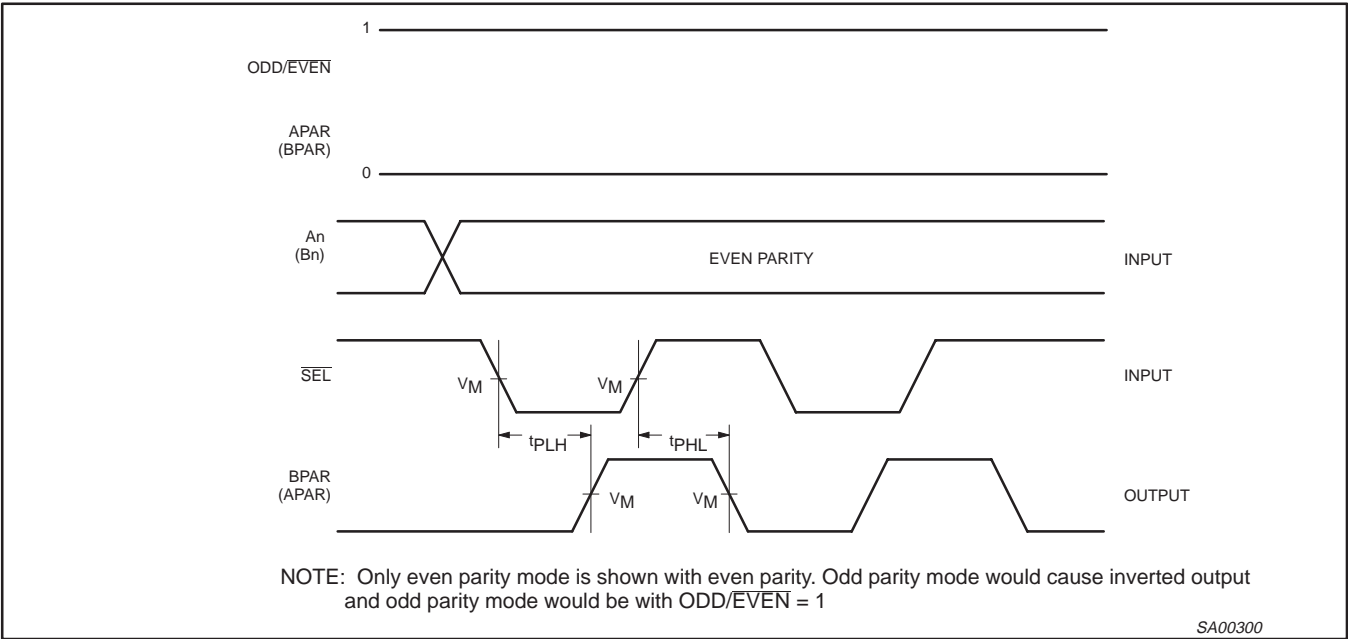 1
ODD/EVEN
APAR
(BPAR)
0
An
(Bn)
EVEN PARITY
INPUT
SEL
VM
VM
INPUT
tPLH
tPHL
BPAR
(APAR)
VM
VM
OUTPUT
NOTE: Only even parity mode is shown with even parity. Odd parity mode would cause inverted output
and odd parity mode would be with ODD/EVEN = 1
SA00300